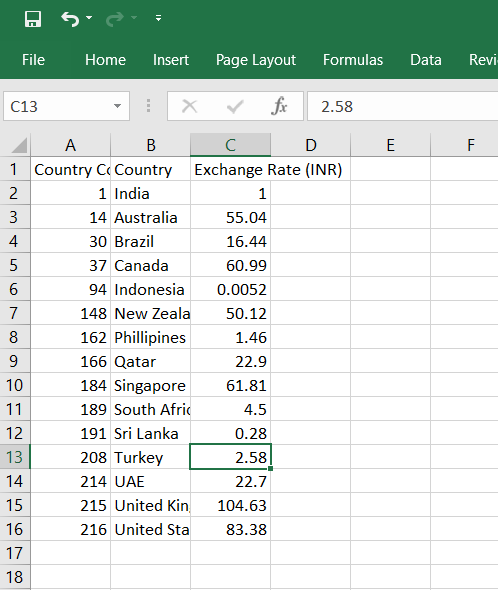 File Home Insert Page Layout Formulas Data Revi
C13 fx 2.58
A B C D E F
1 Country Co Country Exchange Rate (INR)
2 1 India 1
3 14 Australia 55.04
4 30 Brazil 16.44
5 37 Canada 60.99
6 94 Indonesia 0.0052
7 148 New Zeala 50.12
8 162 Phillipines 1.46
9 166 Qatar 22.9
10 184 Singapore 61.81
11 189 South Afric 4.5
12 191 Sri Lanka 0.28
13 208 Turkey 2.58
14 214 UAE 22.7
15 215 United Kin 104.63
16 216 United Sta 83.38
17
18